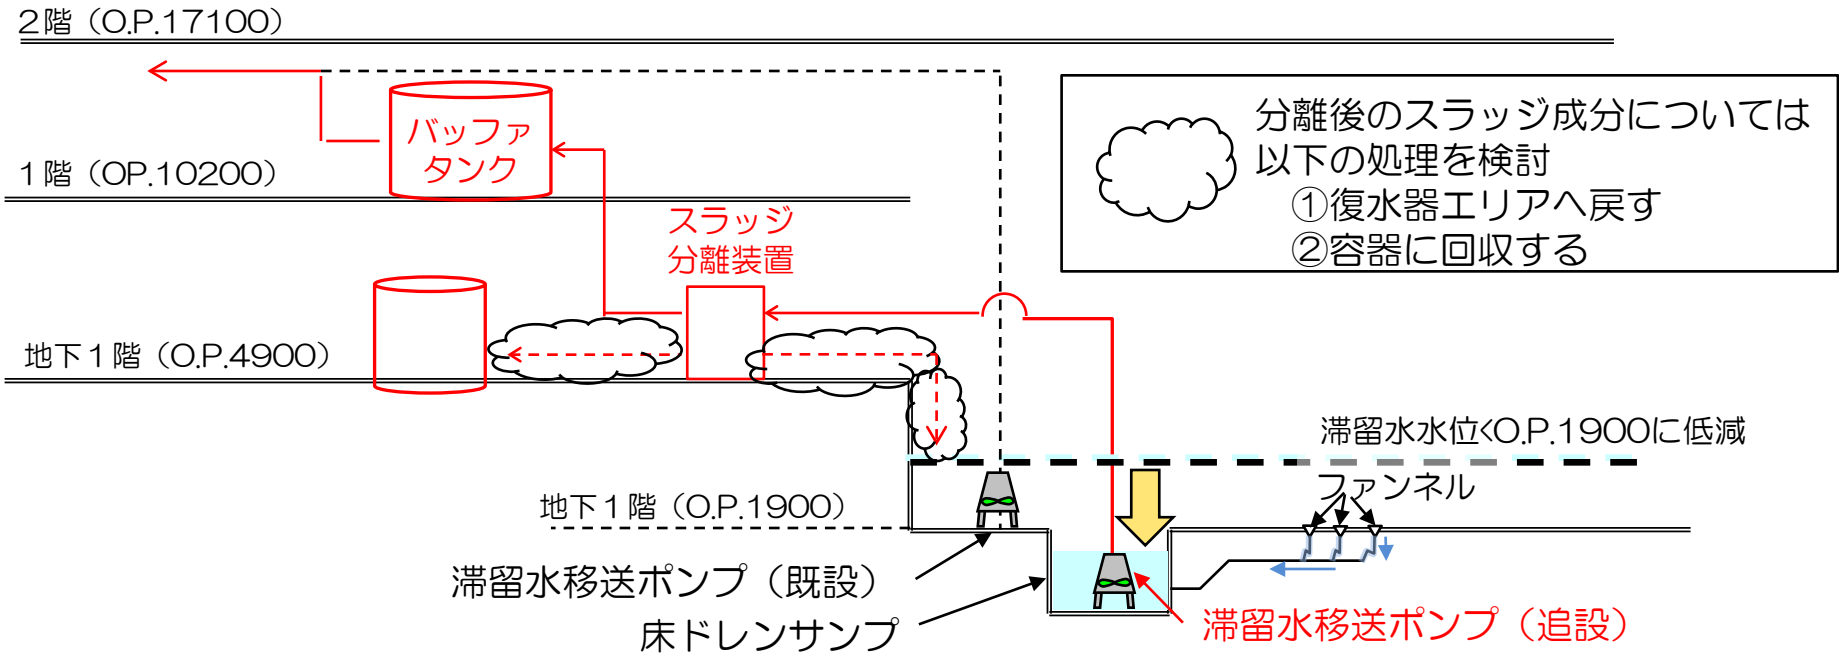 2階（O.P.17100）
分離後のスラッジ成分については
以下の処理を検討
①復水器エリアへ戻す
②容器に回収する
バッファ
タンク
1階（OP.10200）
スラッジ
分離装置
地下1階（O.P.4900）
滞留水水位<O.P.1900に低減
ファンネル
地下1階（O.P.1900）
滞留水移送ポンプ（既設）
床ドレンサンプ
滞留水移送ポンプ（追設）